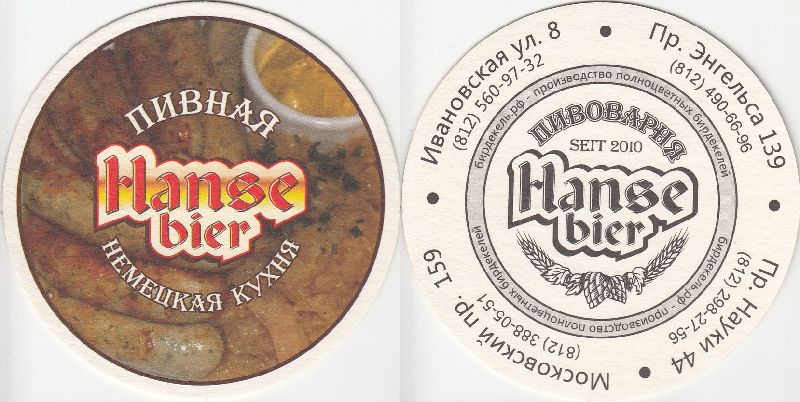 ПИВНАЯ
Hanse
bier
НЕМЕЦКАЯ КУХНЯ
Ивановская ул. 8
(812) 560-97-32
Пр. Энгельса 139
(812) 490-66-96
Пр. Науки 44
(812) 298-27-56
Московский пр. 159
(812) 388-05-51
бирдекель.рф - производство полноцветных бирдекелей
бирдекель.рф - производство полноцветных бирдекелей
ПИВОВАРНЯ
SEIT 2010
Hanse
bier